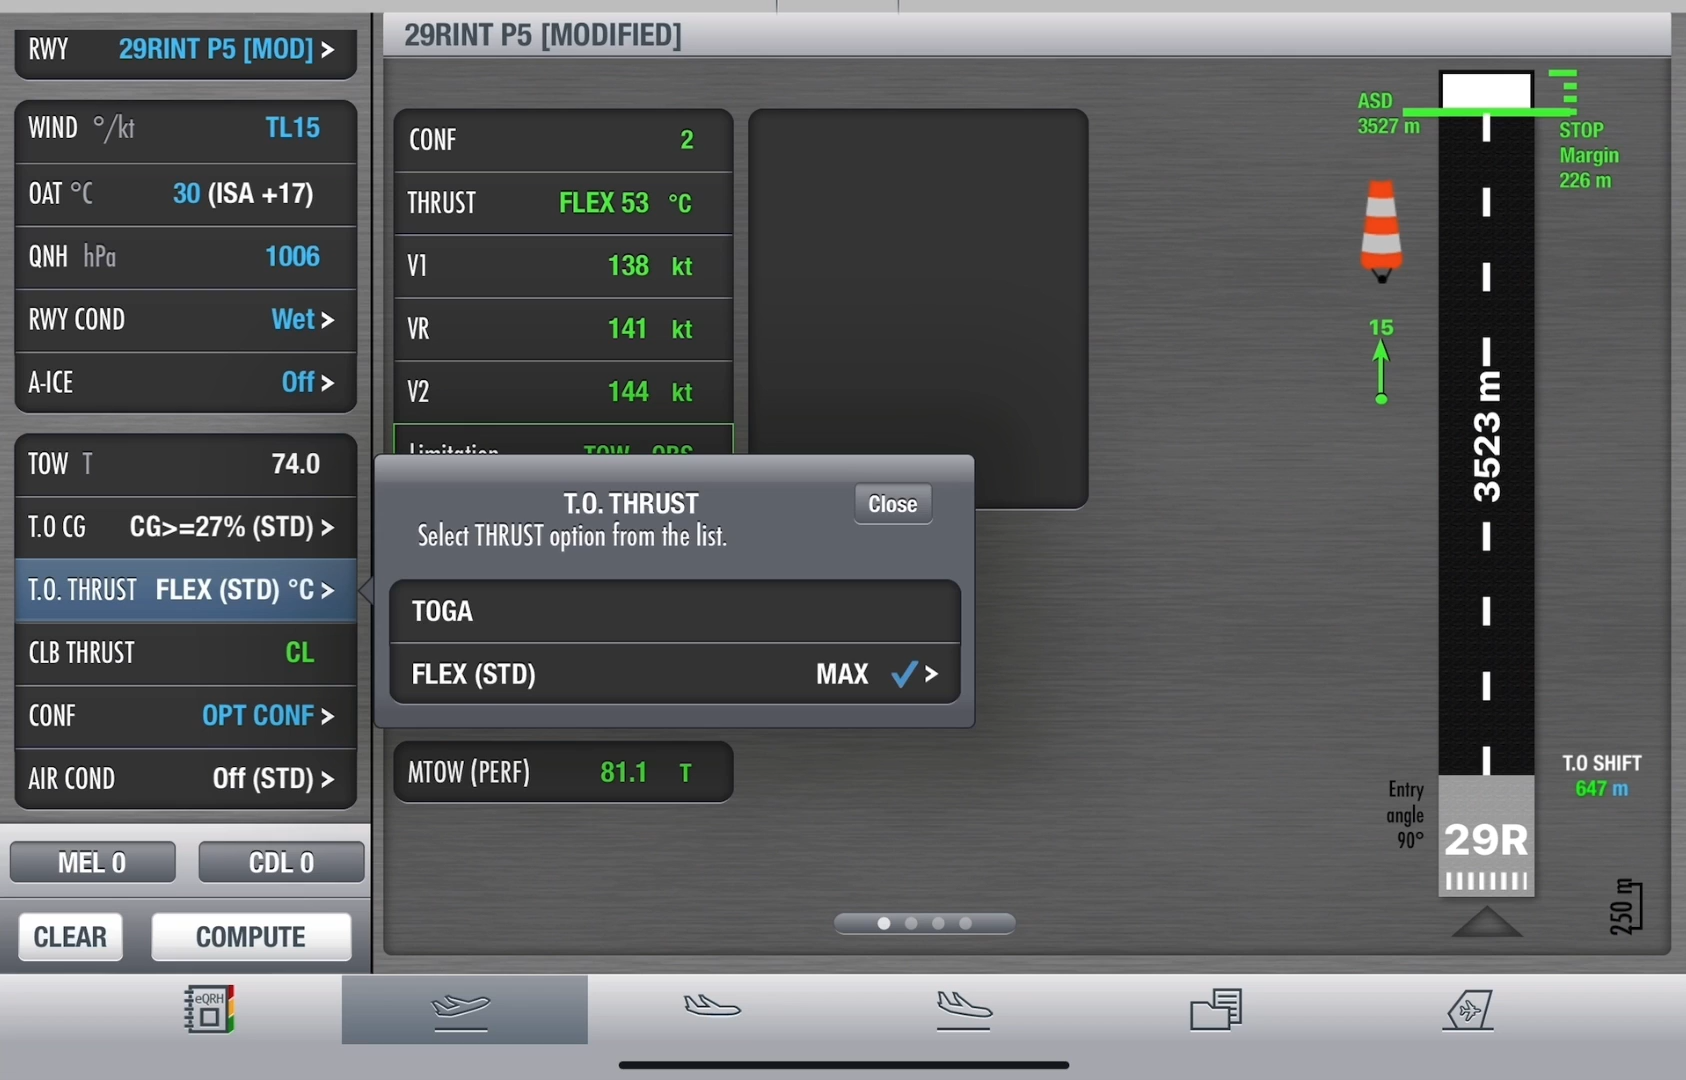 RWY 29RINT P5 [MOD] >
WIND °/kt TL15
OAT °C 30 (ISA +17)
QNH hPa 1006
RWY COND Wet >
A-ICE Off >
TOW T 74.0
T.O CG CG>=27% (STD) >
T.O. THRUST FLEX (STD) °C >
CLB THRUST CL
CONF OPT CONF >
AIR COND Off (STD) >
MEL 0 CDL 0
CLEAR COMPUTE
29RINT P5 [MODIFIED]
CONF 2
THRUST FLEX 53 °C
V1 138 kt
VR 141 kt
V2 144 kt
Limitation TOW OBS
T.O. THRUST
Close
Select THRUST option from the list.
TOGA
FLEX (STD) MAX >
MTOW (PERF) 81.1 T
ASD
3527 m
STOP
Margin
226 m
15
3523 m
T.O SHIFT
647 m
Entry
angle
90°
29R
250 m
eQRH